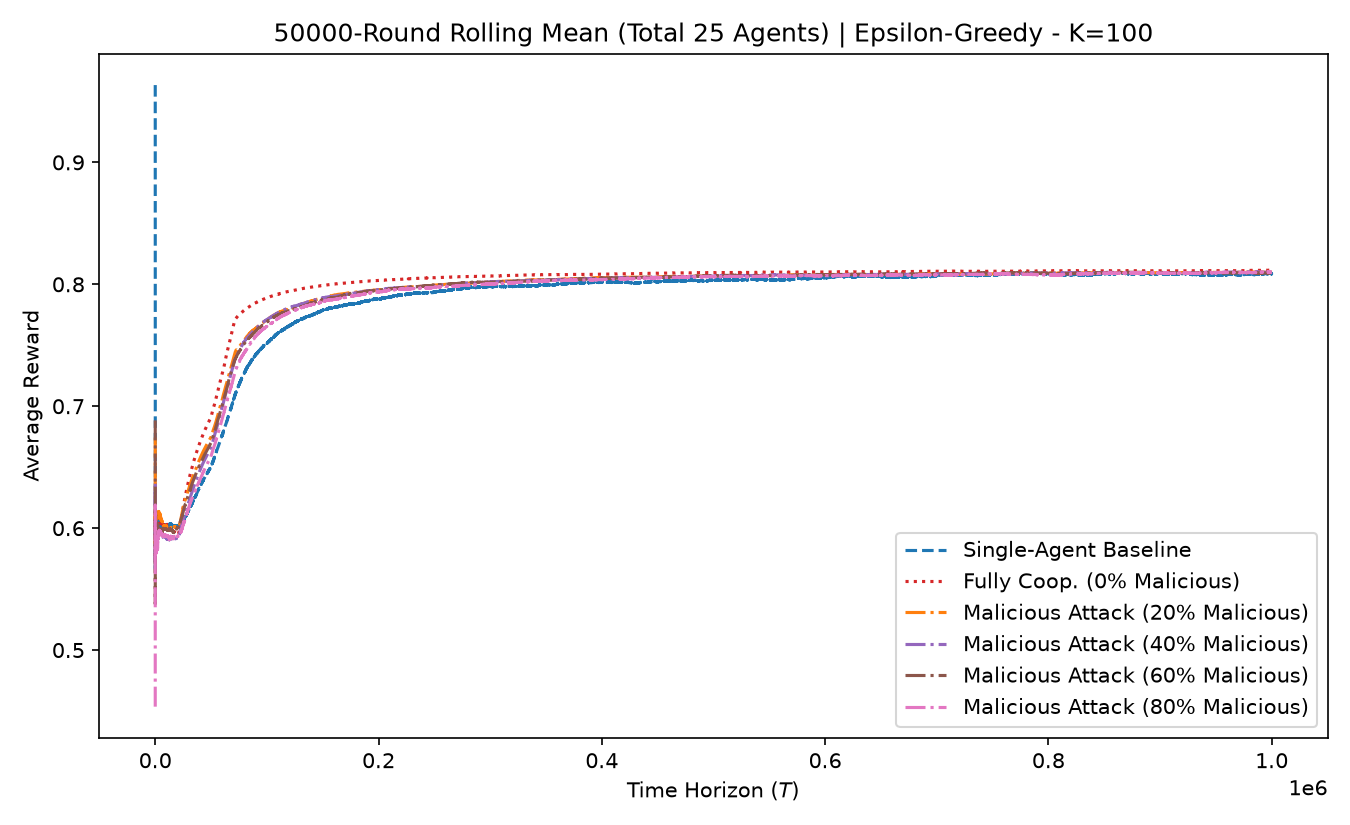 50000-Round Rolling Mean (Total 25 Agents) | Epsilon-Greedy - K=100
Average Reward
0.9
0.8
0.7
0.6
0.5
Single-Agent Baseline
Fully Coop. (0% Malicious)
Malicious Attack (20% Malicious)
Malicious Attack (40% Malicious)
Malicious Attack (60% Malicious)
Malicious Attack (80% Malicious)
0.0 0.2 0.4 0.6 0.8 1.0
1e6
Time Horizon (T)